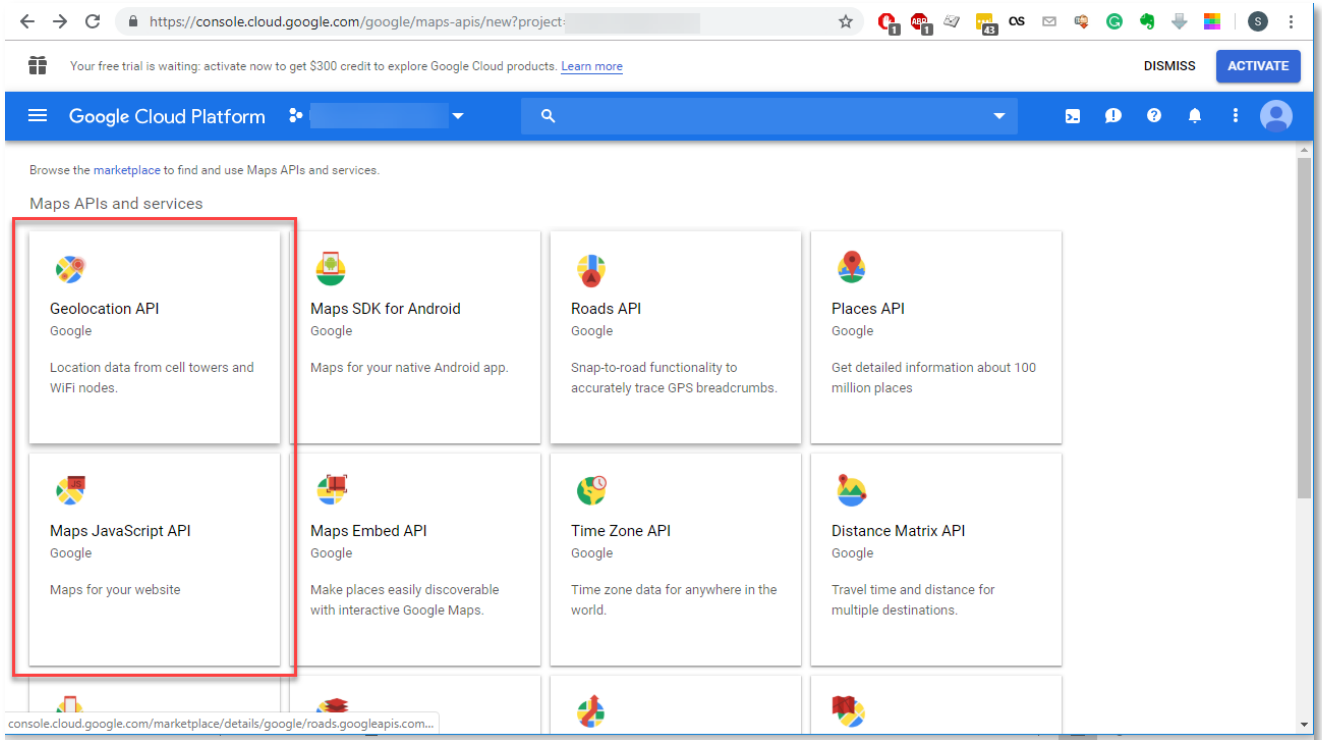 https://console.cloud.google.com/google/maps-apis/new?project=
1
1
43
OS
S
Your free trial is waiting: activate now to get $300 credit to explore Google Cloud products. Learn more
DISMISS
ACTIVATE
Google Cloud Platform
Browse the marketplace to find and use Maps APIs and services.
Maps APIs and services
Geolocation API
Google
Location data from cell towers and
WiFi nodes.
Maps SDK for Android
Google
Maps for your native Android app.
Roads API
Google
Snap-to-road functionality to
accurately trace GPS breadcrumbs.
Places API
Google
Get detailed information about 100
million places
JS
Maps JavaScript API
Google
Maps for your website
Maps Embed API
Google
Make places easily discoverable
with interactive Google Maps.
Time Zone API
Google
Time zone data for anywhere in the
world.
Distance Matrix API
Google
Travel time and distance for
multiple destinations.
console.cloud.google.com/marketplace/details/google/roads.googleapis.com...